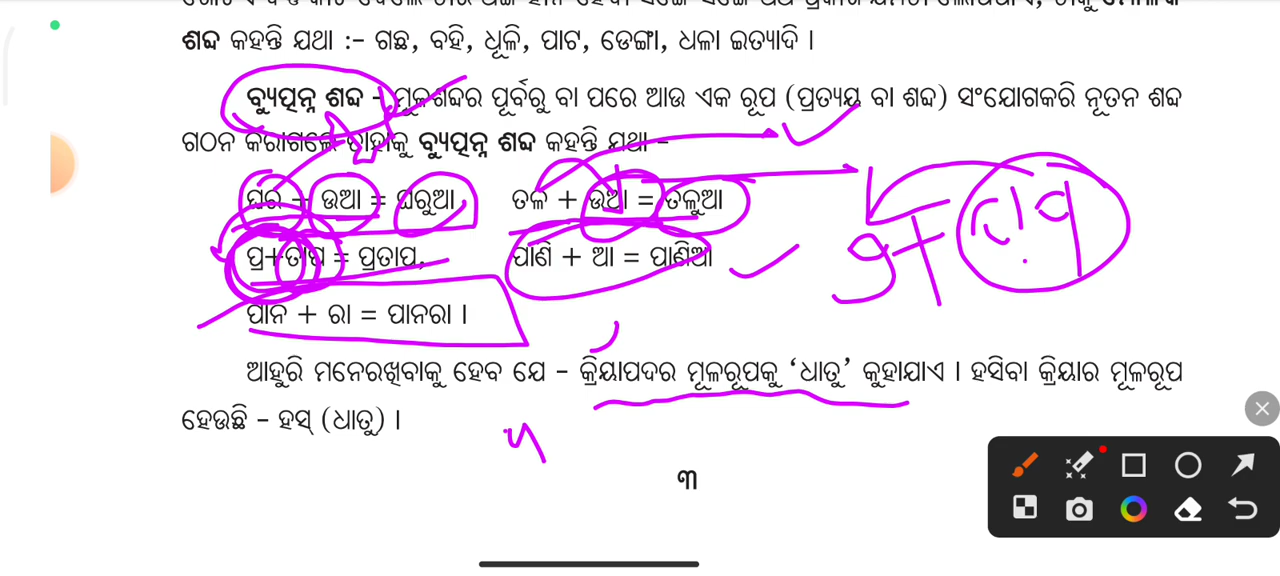 ଶବ୍ଦ କହନ୍ତି ଯଥା :- ଗଛ, ବହି, ଧୂଳି, ପାଟ, ଡେଙ୍ଗା, ଧଳା ଇତ୍ୟାଦି ।
ବ୍ୟୁତ୍ପନ୍ନ ଶବ୍ଦ - ମୂଳଶବ୍ଦର ପୂର୍ବରୁ ବା ପରେ ଆଉ ଏକ ରୂପ (ପ୍ରତ୍ୟୟ ବା ଶବ୍ଦ) ସଂଯୋଗକରି ନୂତନ ଶବ୍ଦ
ଗଠନ କରାଗଲେ ତାହାକୁ ବ୍ୟୁତ୍ପନ୍ନ ଶବ୍ଦ କହନ୍ତି ଯଥା -
ଘର + ଉଆ = ଘରୁଆ, ତଳ + ଉଆ = ତଳୁଆ
ପ୍ର+ତାପ = ପ୍ରତାପ, ପାଣି + ଆ = ପାଣିଆ
ପାନ + ରା = ପାନରା ।
ଆହୁରି ମନେରଖିବାକୁ ହେବ ଯେ - କ୍ରିୟାପଦର ମୂଳରୂପକୁ ‘ଧାତୁ’ କୁହାଯାଏ । ହସିବା କ୍ରିୟାର ମୂଳରୂପ
ହେଉଛି - ହସ୍ (ଧାତୁ) ।
୩